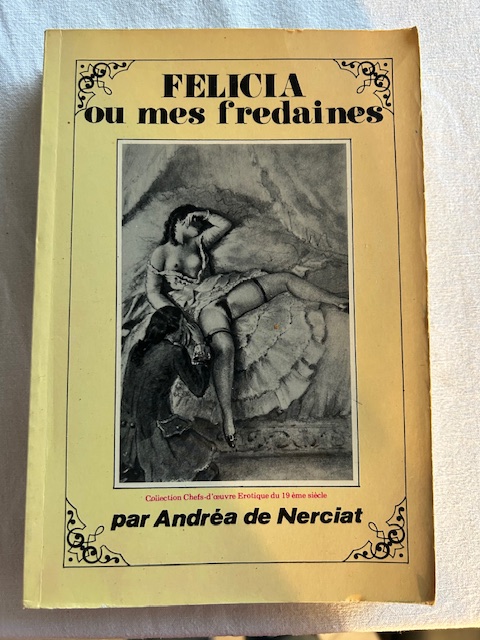 FELICIA
ou mes fredaines
Collection Chefs-d'œuvre Erotique du 19 ème siècle
par Andréa de Nerciat